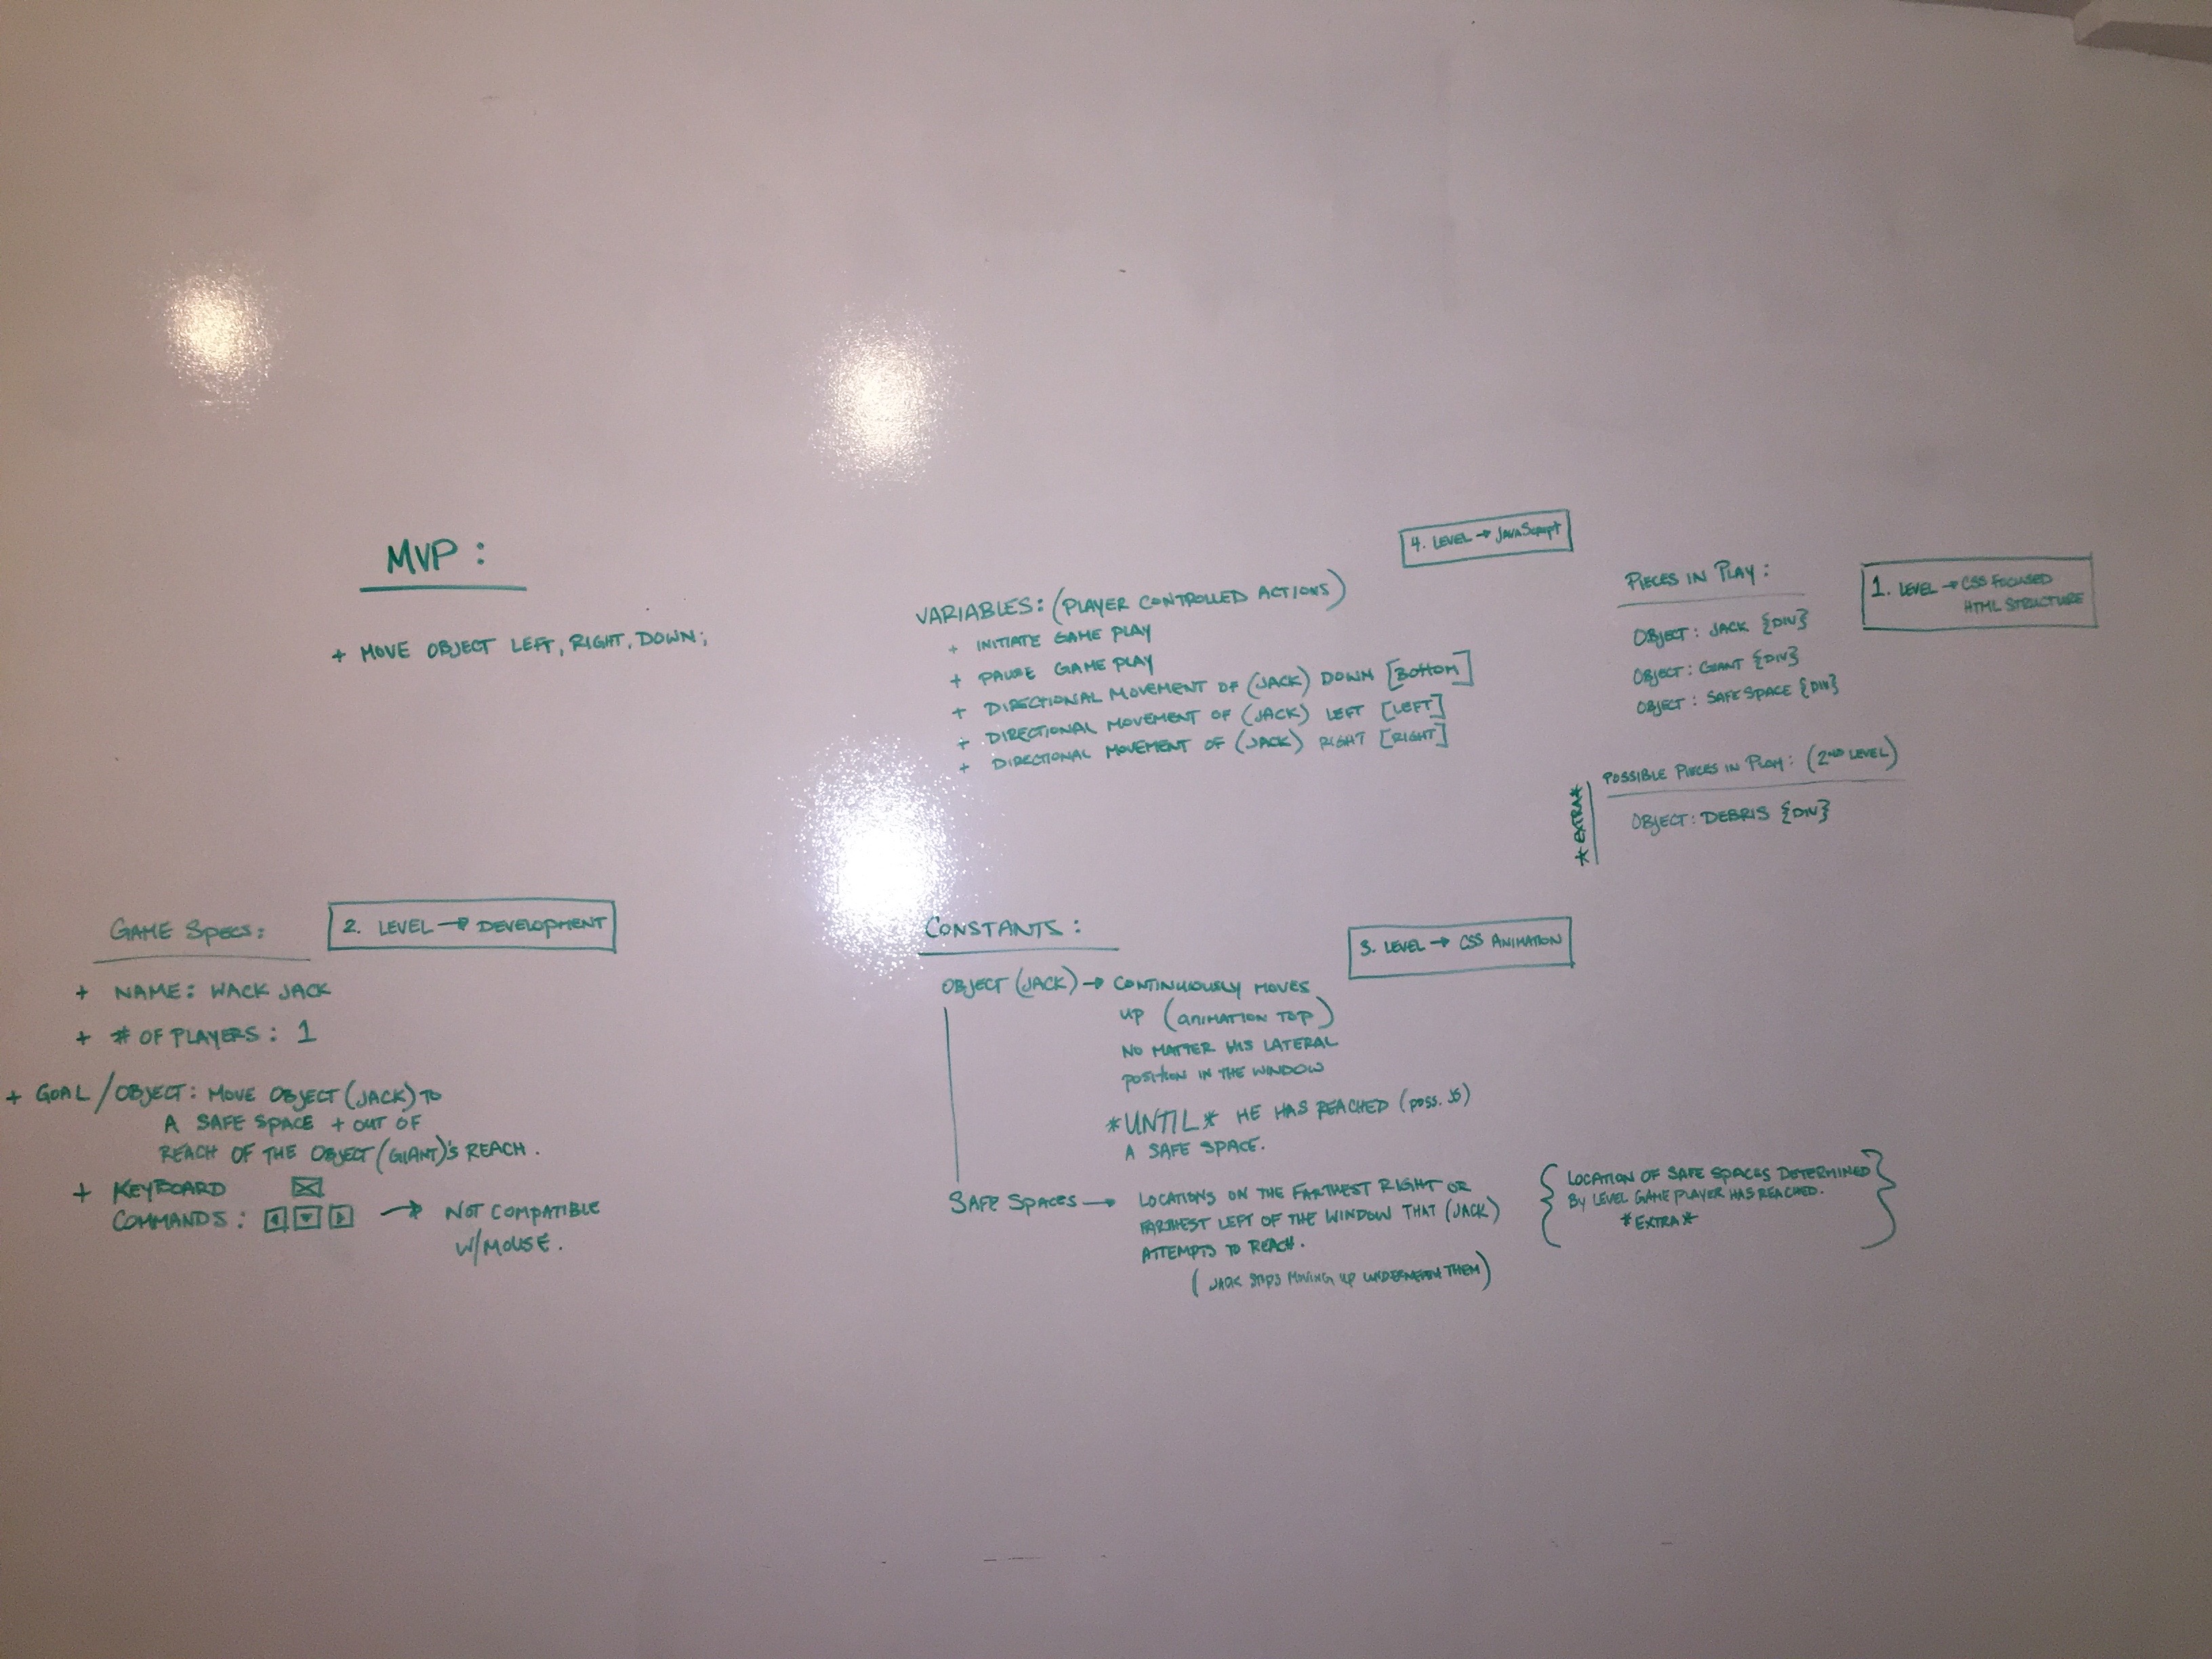 MVP:
+ MOVE OBJECT LEFT, RIGHT, DOWN;
4. LEVEL → JAVASCRIPT
VARIABLES: (PLAYER CONTROLLED ACTIONS)
+ INITIATE GAME PLAY
+ PAUSE GAME PLAY
+ DIRECTIONAL MOVEMENT OF (JACK) DOWN [BOTTOM]
+ DIRECTIONAL MOVEMENT OF (JACK) LEFT [LEFT]
+ DIRECTIONAL MOVEMENT OF (JACK) RIGHT [RIGHT]
PIECES IN PLAY:
1. LEVEL → CSS FOCUSED
HTML STRUCTURE
OBJECT: JACK {DIV}
OBJECT: GIANT {DIV}
OBJECT: SAFE SPACE {DIV}
*EXTRA*
POSSIBLE PIECES IN PLAY: (2ND LEVEL)
OBJECT: DEBRIS {DIV}
GAME SPECS:
2. LEVEL → DEVELOPMENT
+ NAME: WACK JACK
+ # OF PLAYERS: 1
+ GOAL/OBJECT: MOVE OBJECT (JACK) TO
A SAFE SPACE + OUT OF
REACH OF THE OBJECT (GIANT)'S REACH.
+ KEYBOARD
COMMANDS: → NOT COMPATIBLE
W/MOUSE.
CONSTANTS:
3. LEVEL → CSS ANIMATION
OBJECT (JACK) → CONTINUOUSLY MOVES
UP (ANIMATION TOP)
NO MATTER HIS LATERAL
POSITION IN THE WINDOW
*UNTIL* HE HAS REACHED (POSS. JS)
A SAFE SPACE.
SAFE SPACES → LOCATIONS ON THE FARTHEST RIGHT OR
FARTHEST LEFT OF THE WINDOW THAT (JACK)
ATTEMPTS TO REACH.
(JACK STOPS MOVING UP UNDERNEATH THEM)
{LOCATION OF SAFE SPACES DETERMINED
BY LEVEL GAME PLAYER HAS REACHED.
*EXTRA*}